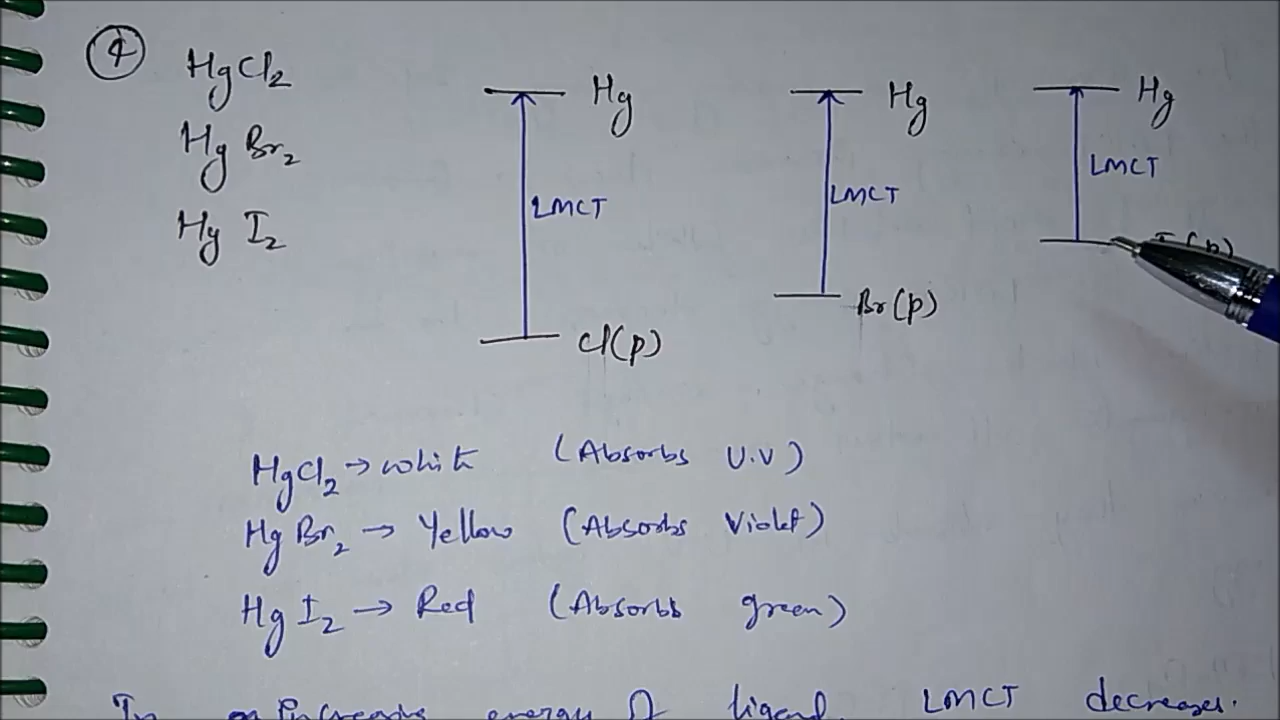 ④
HgCl₂
HgBr₂
HgI₂
Hg
LMCT
Cl(p)
Hg
LMCT
Br(p)
Hg
LMCT
I(p)
HgCl₂ → white (Absorbs U.V)
HgBr₂ → Yellow (Absorbs Violet)
HgI₂ → Red (Absorbs green)
energy of ligand LMCT decreases.